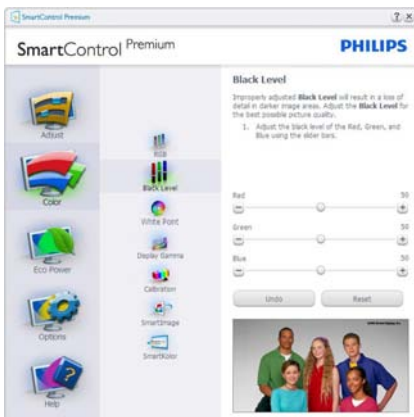 SmartControl Premium
SmartControl Premium
PHILIPS
Adjust
Color
Eco Power
Options
Help
RGB
Black Level
White Point
Display Gamma
Calibration
SmartImage
SmartKolor
Black Level
Improperly adjusted Black Level will result in a loss of
detail in darker image areas. Adjust the Black Level for
the best possible picture quality.
1. Adjust the black level of the Red, Green, and
Blue using the slider bars.
Red 50
Green 50
Blue 50
Undo Reset